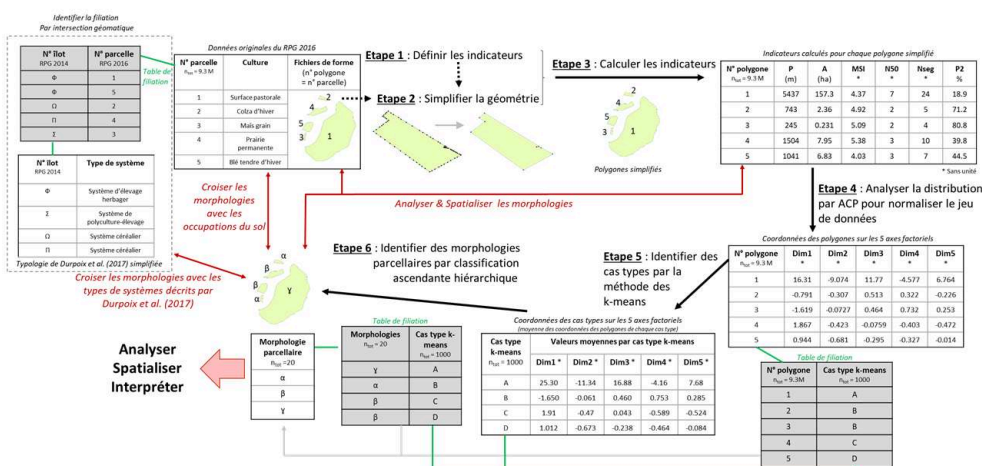 Identifier la filiation
Par intersection géomatique
N° îlot N° parcelle
RPG 2014 RPG 2016
Φ 1
Φ 5
Ω 2
Π 4
Σ 3
Table de
filiation
N° îlot Type de système
RPG 2014
Φ Système d'élevage
herbager
Σ Système de
polyculture-élevage
Ω Système céréalier
Π Système céréalier
Typologie de Durpoix et al. (2017) simplifiée
Données originales du RPG 2016
N° parcelle Culture Fichiers de forme
ntot = 9.3 M (n° polygone
= n° parcelle)
1 Surface pastorale
2 Colza d'hiver
3 Maïs grain
4 Prairie
permanente
5 Blé tendre d'hiver
2
4
5
3 1
Etape 1 : Définir les indicateurs
Etape 2 : Simplifier la géométrie
Etape 3 : Calculer les indicateurs
2
4
5
3 1
Polygones simplifiés
Indicateurs calculés pour chaque polygone simplifié
N° polygone P A MSI N50 Nseg P2
ntot = 9.3 M (m) (ha) * * * %
1 5437 157.3 4.37 7 24 18.9
2 743 2.36 4.92 2 5 71.2
3 245 0.231 5.09 2 4 80.8
4 1504 7.95 5.38 3 10 39.8
5 1041 6.83 4.03 3 7 44.5
* Sans unité
Croiser les
morphologies
avec les
occupations du sol
Analyser & Spatialiser les morphologies
Etape 4 : Analyser la distribution
par ACP pour normaliser le jeu
de données
Coordonnées des polygones sur les 5 axes factoriels
N° polygone Dim1 Dim2 Dim3 Dim4 Dim5
ntot = 9.3 M * * * * *
1 16.31 -9.074 11.77 -4.577 6.764
2 -0.791 -0.307 0.513 0.322 -0.226
3 -1.619 -0.0727 0.464 0.732 0.253
4 1.867 -0.423 -0.0759 -0.403 -0.472
5 0.944 -0.681 -0.295 -0.327 -0.014
Etape 5 : Identifier des
cas types par la
méthode des
k-means
Etape 6 : Identifier des morphologies
parcellaires par classification
ascendante hiérarchique
α
β
β
β γ
Croiser les morphologies avec les
types de systèmes décrits par
Durpoix et al. (2017)
Coordonnées des cas types sur les 5 axes factoriels
(moyenne des coordonnées des polygones de chaque cas type)
Cas type Valeurs moyennes par cas type k-means
k-means
ntot = 1000 Dim1 * Dim2 * Dim3 * Dim4 * Dim5 *
A 25.30 -11.34 16.88 -4.16 7.68
B -1.650 -0.061 0.460 0.753 0.285
C 1.91 -0.47 0.043 -0.589 -0.524
D 1.012 -0.673 -0.238 -0.464 -0.084
Table de filiation
N° polygone Cas type k-means
ntot = 9.3M ntot = 1000
1 A
2 B
3 B
4 C
5 D
Table de filiation
Morphologies Cas type k-
ntot = 20 means
ntot = 1000
γ A
α B
β C
β D
Morphologie
parcellaire
ntot =20
α
β
γ
Analyser
Spatialiser
Interpréter